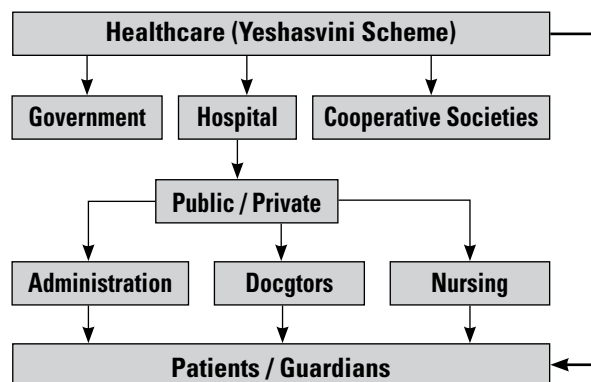 Healthcare (Yeshasvini Scheme)
Government
Hospital
Cooperative Societies
Public / Private
Administration
Docgtors
Nursing
Patients / Guardians